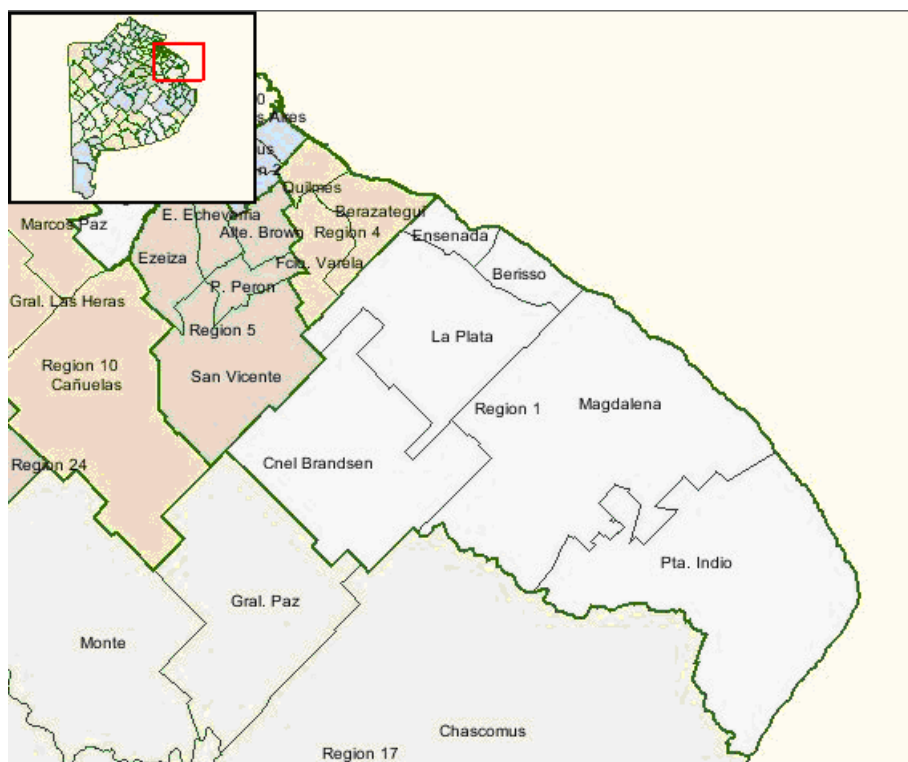 s Aires
Quilmes
Marcos Paz
E. Echeverria
Berazategui
Alte. Brown
Region 4
Ensenada
Ezeiza
Fcio. Varela
Berisso
P. Peron
Gral. Las Heras
Region 5
La Plata
Region 10
San Vicente
Cañuelas
Region 1
Magdalena
Region 24
Cnel Brandsen
Pta. Indio
Gral. Paz
Monte
Chascomus
Region 17